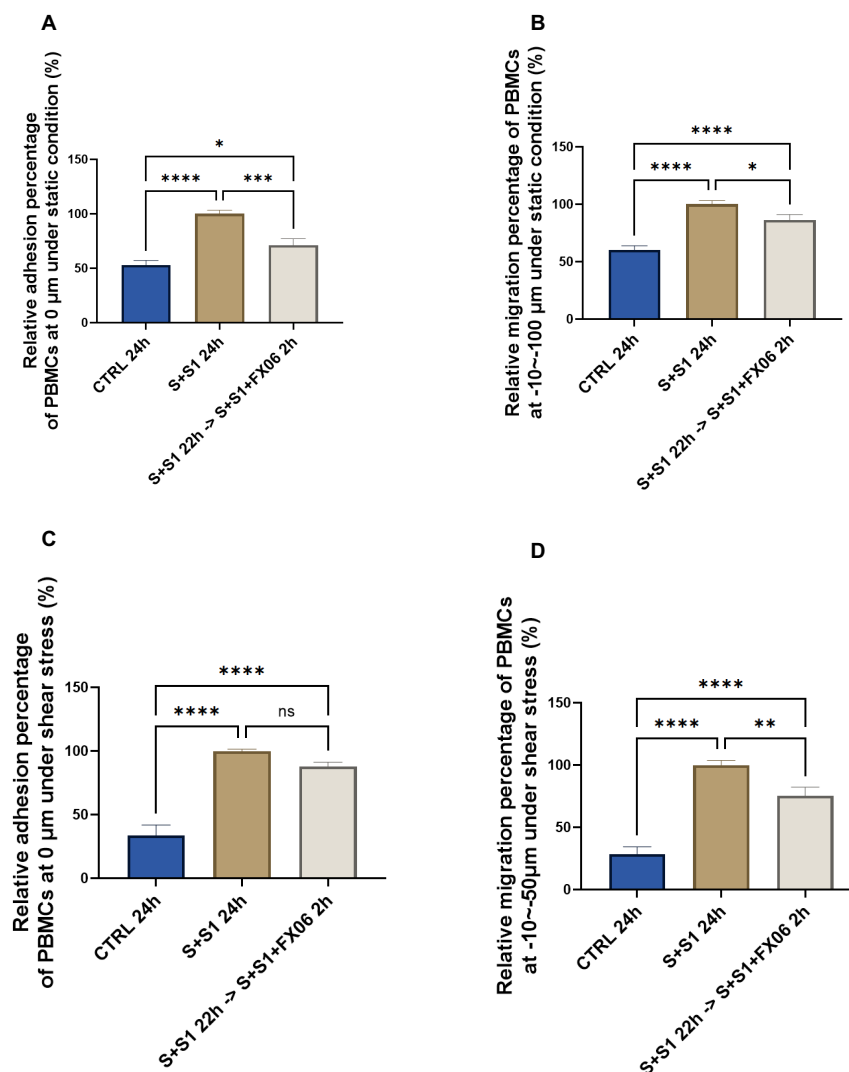 A
Relative adhesion percentage
of PBMCs at 0 µm under static condition (%)
150
100
50
0
*
****
***
CTRL 24h
S+S1 24h
S+S1 22h -> S+S1+FX06 2h
B
Relative migration percentage of PBMCs
at -10~-100 µm under static condition (%)
150
100
50
0
****
****
*
CTRL 24h
S+S1 24h
S+S1 22h -> S+S1+FX06 2h
C
Relative adhesion percentage
of PBMCs at 0 µm under shear stress (%)
150
100
50
0
****
****
ns
CTRL 24h
S+S1 24h
S+S1 22h -> S+S1+FX06 2h
D
Relative migration percentage of PBMCs
at -10~-50µm under shear stress (%)
150
100
50
0
****
****
**
CTRL 24h
S+S1 24h
S+S1 22h -> S+S1+FX06 2h